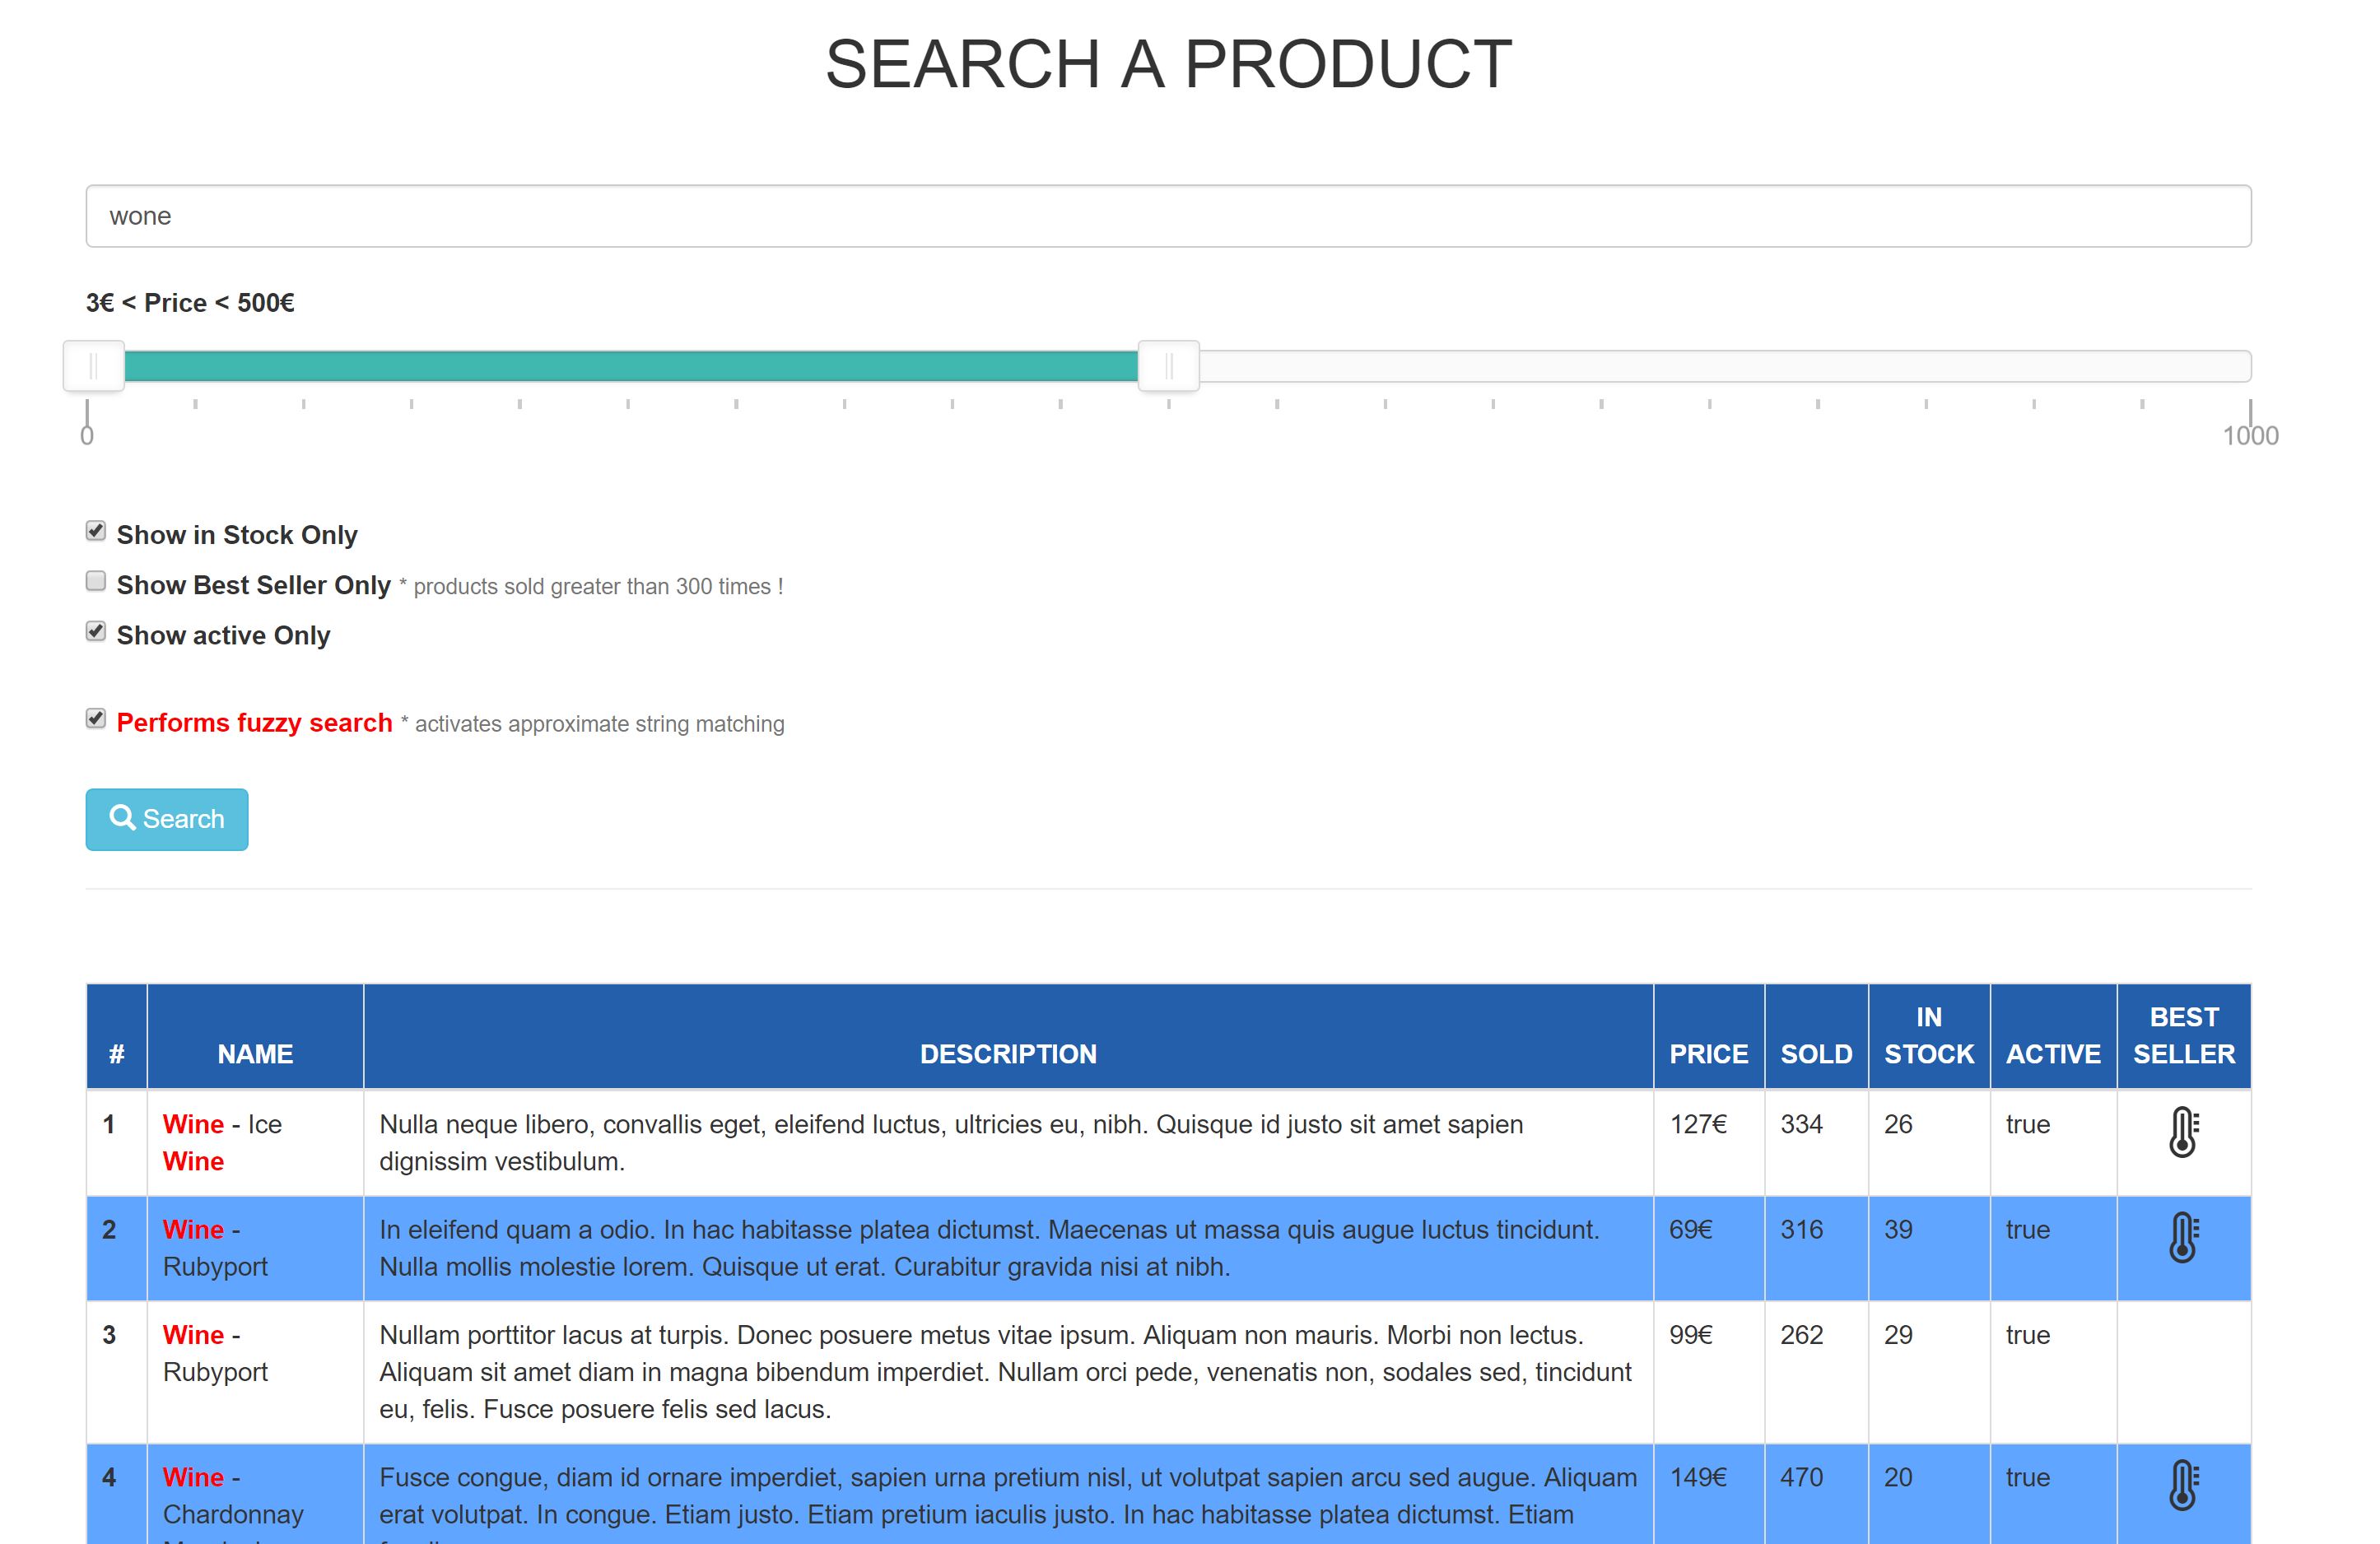 SEARCH A PRODUCT
wone
3€ < Price < 500€
0
1000
Show in Stock Only
Show Best Seller Only * products sold greater than 300 times !
Show active Only
Performs fuzzy search * activates approximate string matching
Search
# NAME DESCRIPTION PRICE SOLD IN STOCK ACTIVE BEST SELLER
1 Wine - Ice Nulla neque libero, convallis eget, eleifend luctus, ultricies eu, nibh. Quisque id justo sit amet sapien 127€ 334 26 true
Wine dignissim vestibulum.
2 Wine - In eleifend quam a odio. In hac habitasse platea dictumst. Maecenas ut massa quis augue luctus tincidunt. 69€ 316 39 true
Rubyport Nulla mollis molestie lorem. Quisque ut erat. Curabitur gravida nisi at nibh.
3 Wine - Nullam porttitor lacus at turpis. Donec posuere metus vitae ipsum. Aliquam non mauris. Morbi non lectus. 99€ 262 29 true
Rubyport Aliquam sit amet diam in magna bibendum imperdiet. Nullam orci pede, venenatis non, sodales sed, tincidunt
eu, felis. Fusce posuere felis sed lacus.
4 Wine - Fusce congue, diam id ornare imperdiet, sapien urna pretium nisl, ut volutpat sapien arcu sed augue. Aliquam 149€ 470 20 true
Chardonnay erat volutpat. In congue. Etiam justo. Etiam pretium iaculis justo. In hac habitasse platea dictumst. Etiam